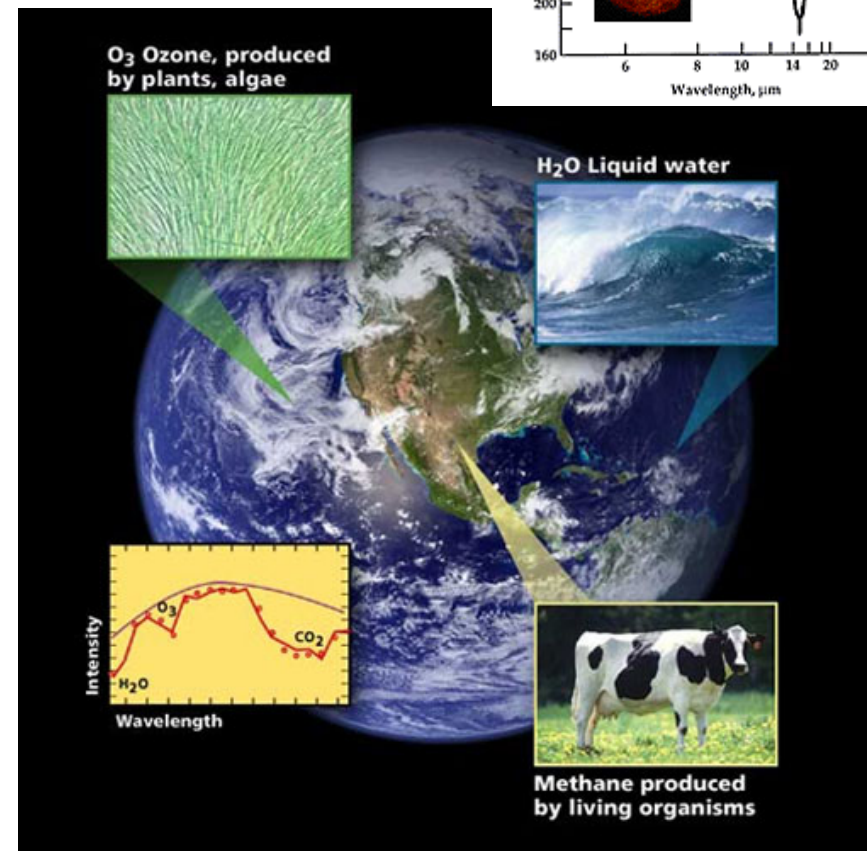 200
160
6 8 10 14 20
Wavelength, µm
O₃ Ozone, produced
by plants, algae
H₂O Liquid water
Intensity
O₃
CO₂
H₂O
Wavelength
Methane produced
by living organisms